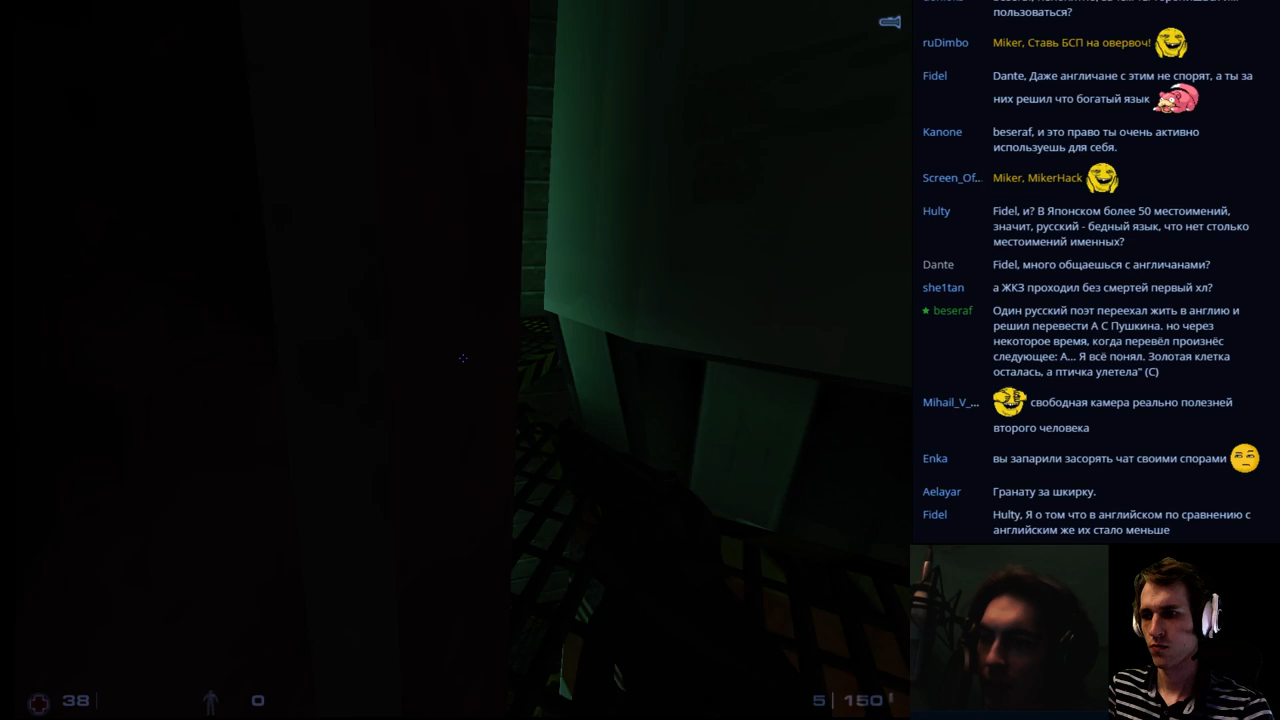 пользоваться?
ruDimbo Miker, Ставь БСП на овервоч!
Fidel Dante, Даже англичане с этим не спорят, а ты за
них решил что богатый язык
Kanone beseraf, и это право ты очень активно
используешь для себя.
Screen_Of... Miker, MikerHack
Hulty Fidel, и? В Японском более 50 местоимений,
значит, русский - бедный язык, что нет столько
местоимений именных?
Dante Fidel, много общаешься с англичанами?
she1tan а ЖКЗ проходил без смертей первый хл?
★ beseraf Один русский поэт переехал жить в англию и
решил перевести А С Пушкина. но через
некоторое время, когда перевёл произнёс
следующее: А... Я всё понял. Золотая клетка
осталась, а птичка улетела" (С)
Mihail_V_... свободная камера реально полезней
второго человека
Enka вы запарили засорять чат своими спорами
Aelayar Гранату за шкирку.
Fidel Hulty, Я о том что в английском по сравнению с
английским же их стало меньше
38 0 5 | 150